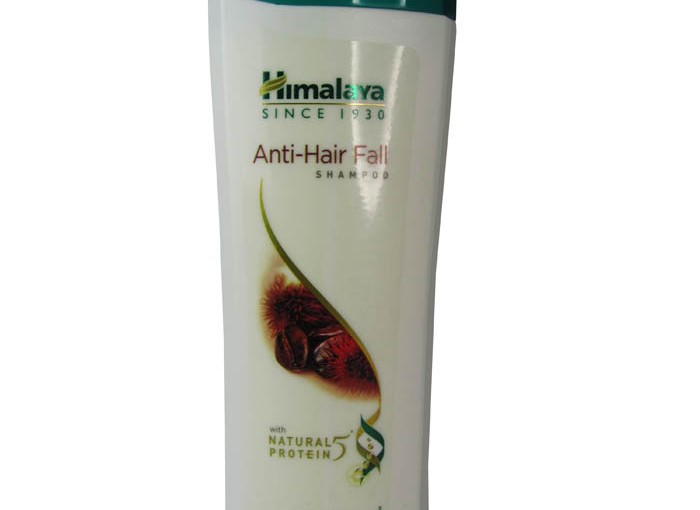 Himalaya
SINCE 1930
Anti-Hair Fall
SHAMPOO
with
NATURAL 5*
PROTEIN